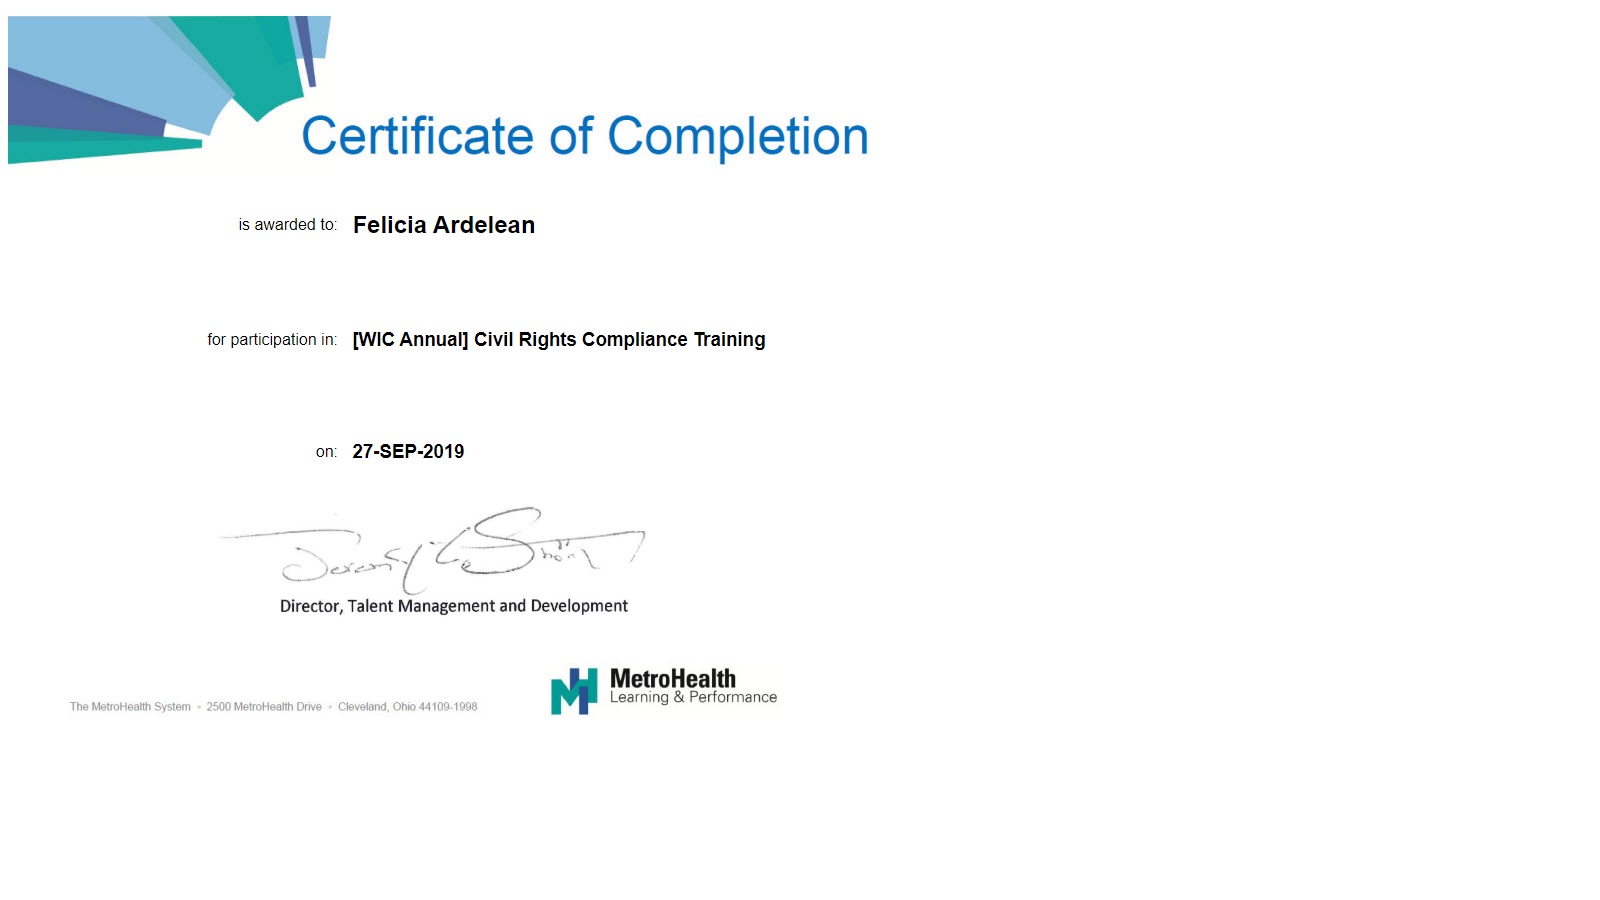 Certificate of Completion
is awarded to: Felicia Ardelean
for participation in: [WIC Annual] Civil Rights Compliance Training
on: 27-SEP-2019
Director, Talent Management and Development
MetroHealth
Learning & Performance
The MetroHealth System • 2500 MetroHealth Drive • Cleveland, Ohio 44109-1998